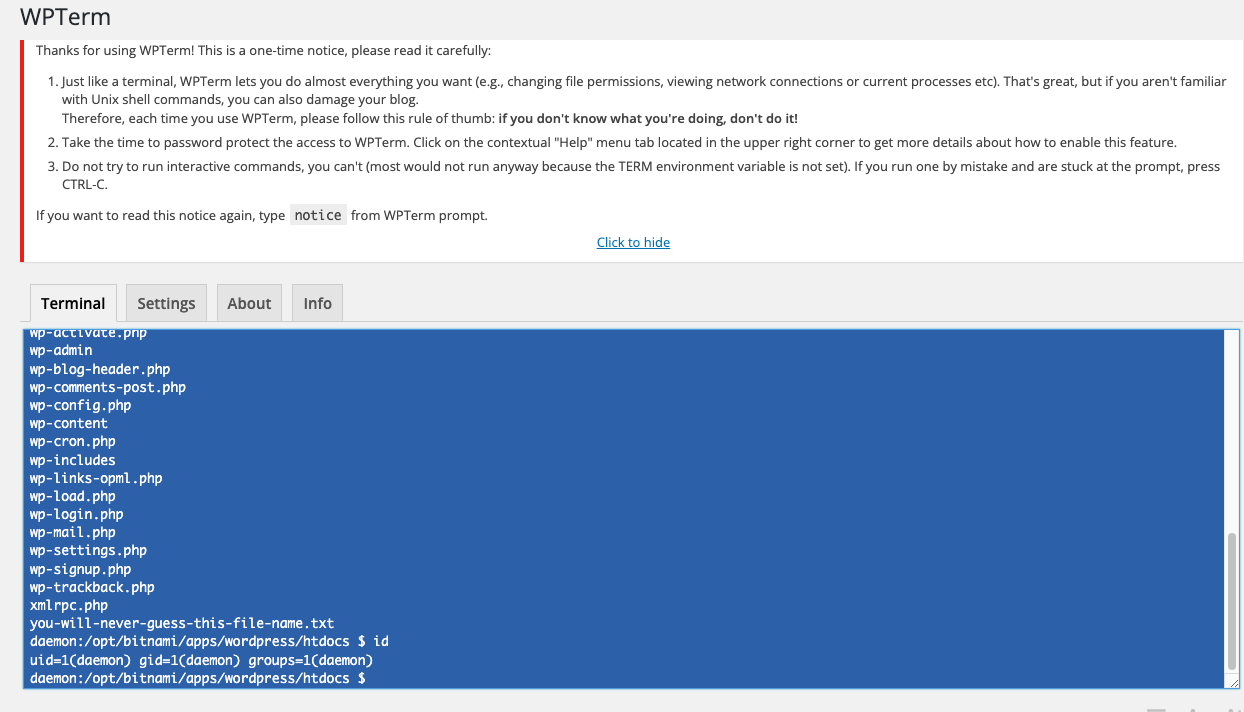 WPTerm
Thanks for using WPTerm! This is a one-time notice, please read it carefully:
1. Just like a terminal, WPTerm lets you do almost everything you want (e.g., changing file permissions, viewing network connections or current processes etc). That's great, but if you aren't familiar
with Unix shell commands, you can also damage your blog.
Therefore, each time you use WPTerm, please follow this rule of thumb: if you don't know what you're doing, don't do it!
2. Take the time to password protect the access to WPTerm. Click on the contextual "Help" menu tab located in the upper right corner to get more details about how to enable this feature.
3. Do not try to run interactive commands, you can't (most would not run anyway because the TERM environment variable is not set). If you run one by mistake and are stuck at the prompt, press
CTRL-C.
If you want to read this notice again, type notice from WPTerm prompt.
Click to hide
Terminal Settings About Info
wp-activate.php
wp-admin
wp-blog-header.php
wp-comments-post.php
wp-config.php
wp-content
wp-cron.php
wp-includes
wp-links-opml.php
wp-load.php
wp-login.php
wp-mail.php
wp-settings.php
wp-signup.php
wp-trackback.php
xmlrpc.php
you-will-never-guess-this-file-name.txt
daemon:/opt/bitnami/apps/wordpress/htdocs $ id
uid=1(daemon) gid=1(daemon) groups=1(daemon)
daemon:/opt/bitnami/apps/wordpress/htdocs $